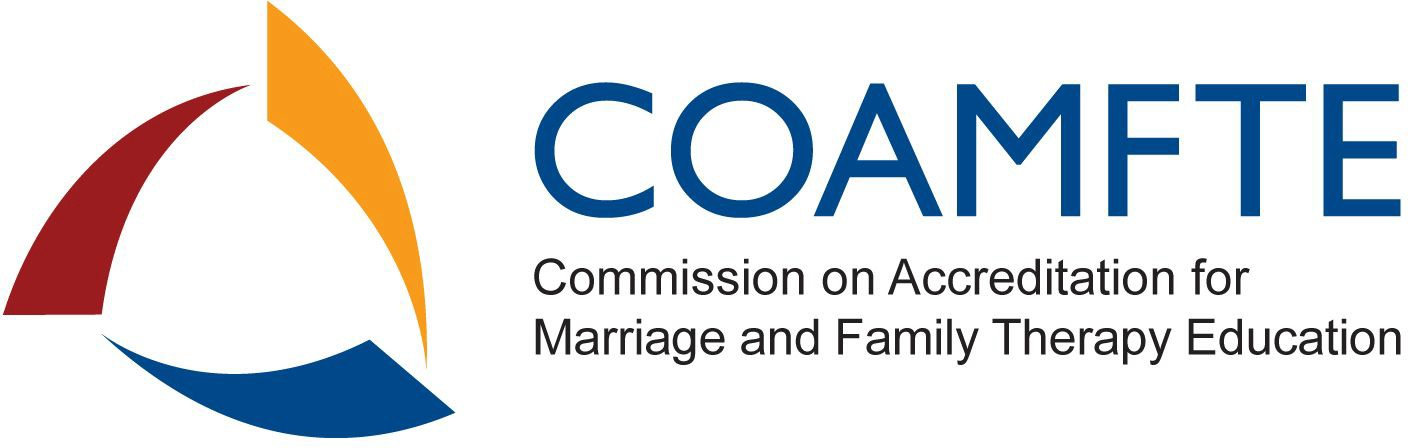 COAMFTE
Commission on Accreditation for
Marriage and Family Therapy Education